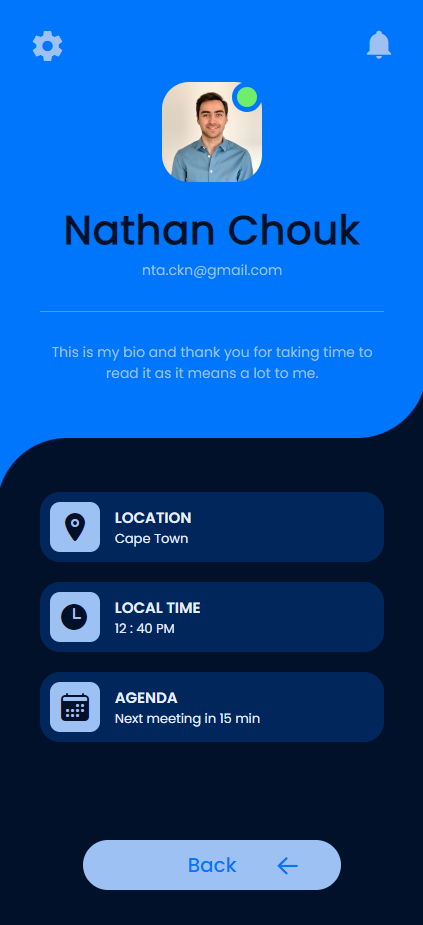 Nathan Chouk
nta.ckn@gmail.com
This is my bio and thank you for taking time to
read it as it means a lot to me.
LOCATION
Cape Town
LOCAL TIME
12 : 40 PM
AGENDA
Next meeting in 15 min
Back